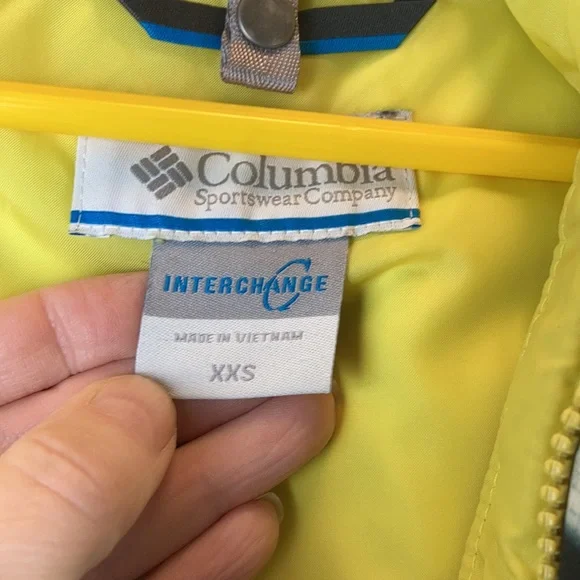 Columbia
Sportswear Company
INTERCHANGE
MADE IN VIETNAM
XXS